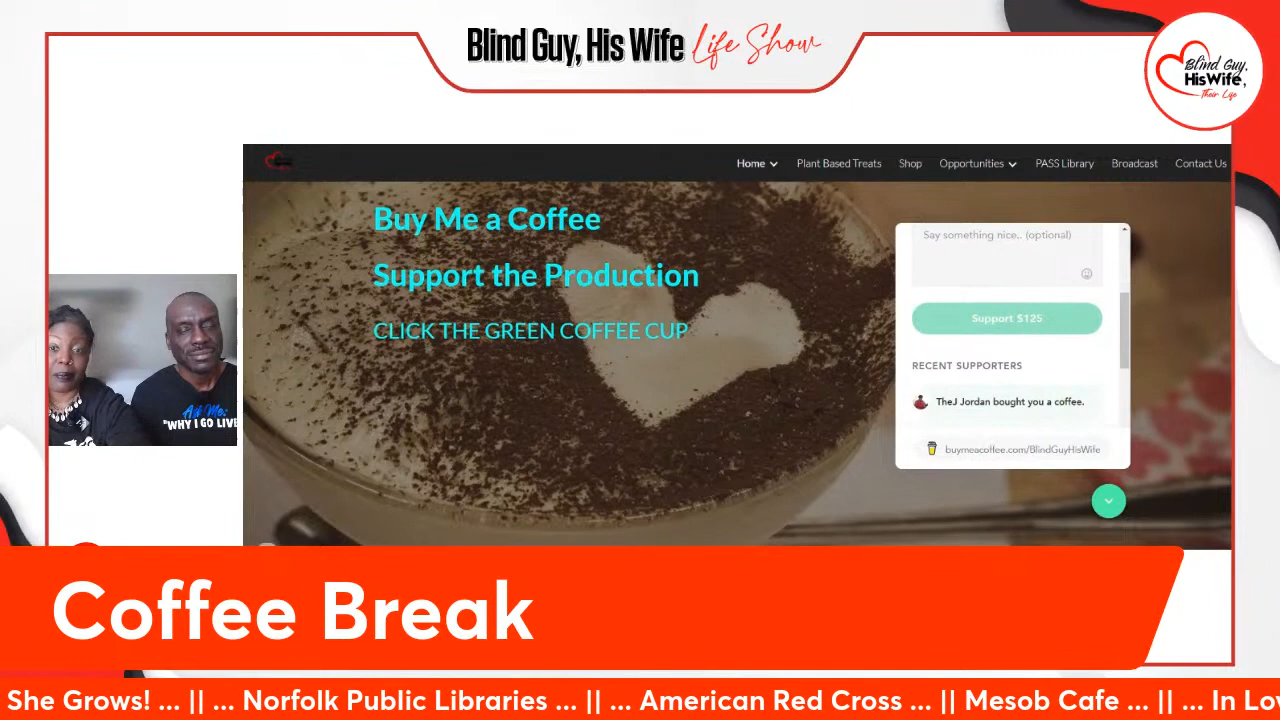 Blind Guy, His Wife Life Show
Blind Guy,
His Wife,
Their Life
Home
Plant Based Treats
Shop
Opportunities
PASS Library
Broadcast
Contact Us
Buy Me a Coffee
Support the Production
CLICK THE GREEN COFFEE CUP
Say something nice.. (optional)
Support $125
RECENT SUPPORTERS
TheJ Jordan bought you a coffee.
buymeacoffee.com/BlindGuyHisWife
Ask Me:
"WHY I GO LIVE
Coffee Break
She Grows! ... || ... Norfolk Public Libraries ... || ... American Red Cross ... || Mesob Cafe ... || ... In Lo